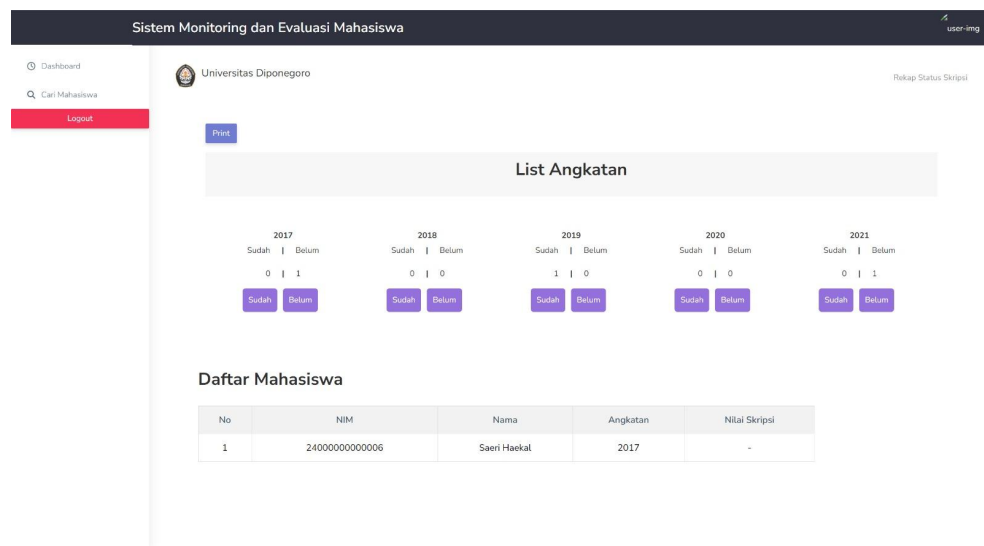 Sistem Monitoring dan Evaluasi Mahasiswa
user-img
Dashboard
Cari Mahasiswa
Logout
Universitas Diponegoro
Rekap Status Skripsi
Print
List Angkatan
2017 2018 2019 2020 2021
Sudah | Belum Sudah | Belum Sudah | Belum Sudah | Belum Sudah | Belum
0 | 1 0 | 0 1 | 0 0 | 0 0 | 1
Sudah Belum Sudah Belum Sudah Belum Sudah Belum Sudah Belum
Daftar Mahasiswa
No NIM Nama Angkatan Nilai Skripsi
1 24000000000006 Saeri Haekal 2017 -